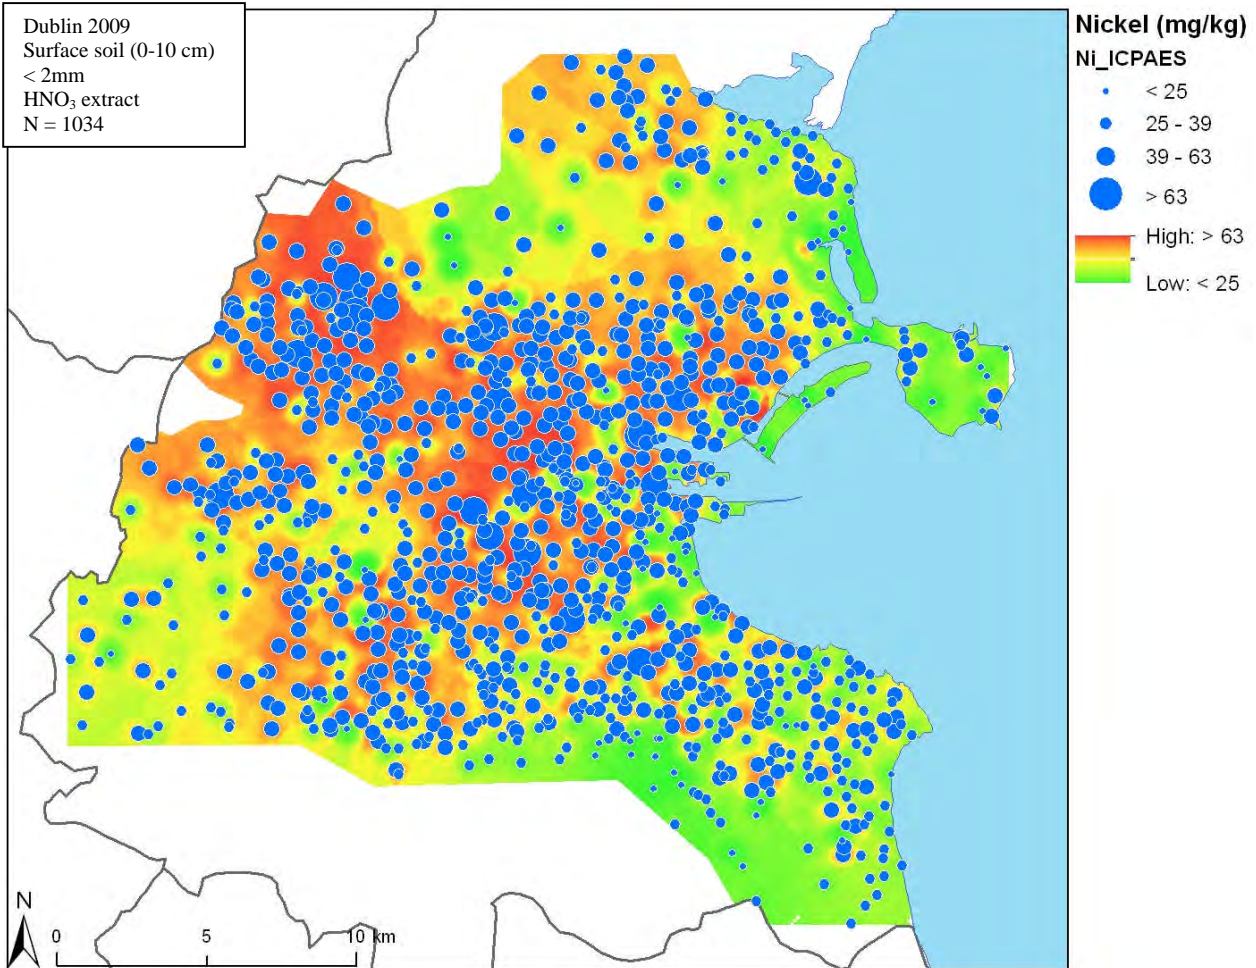 Dublin 2009
Surface soil (0-10 cm)
< 2mm
HNO₃ extract
N = 1034
Nickel (mg/kg)
Ni_ICPAES
< 25
25 - 39
39 - 63
> 63
High: > 63
Low: < 25
N
0 5 10 km